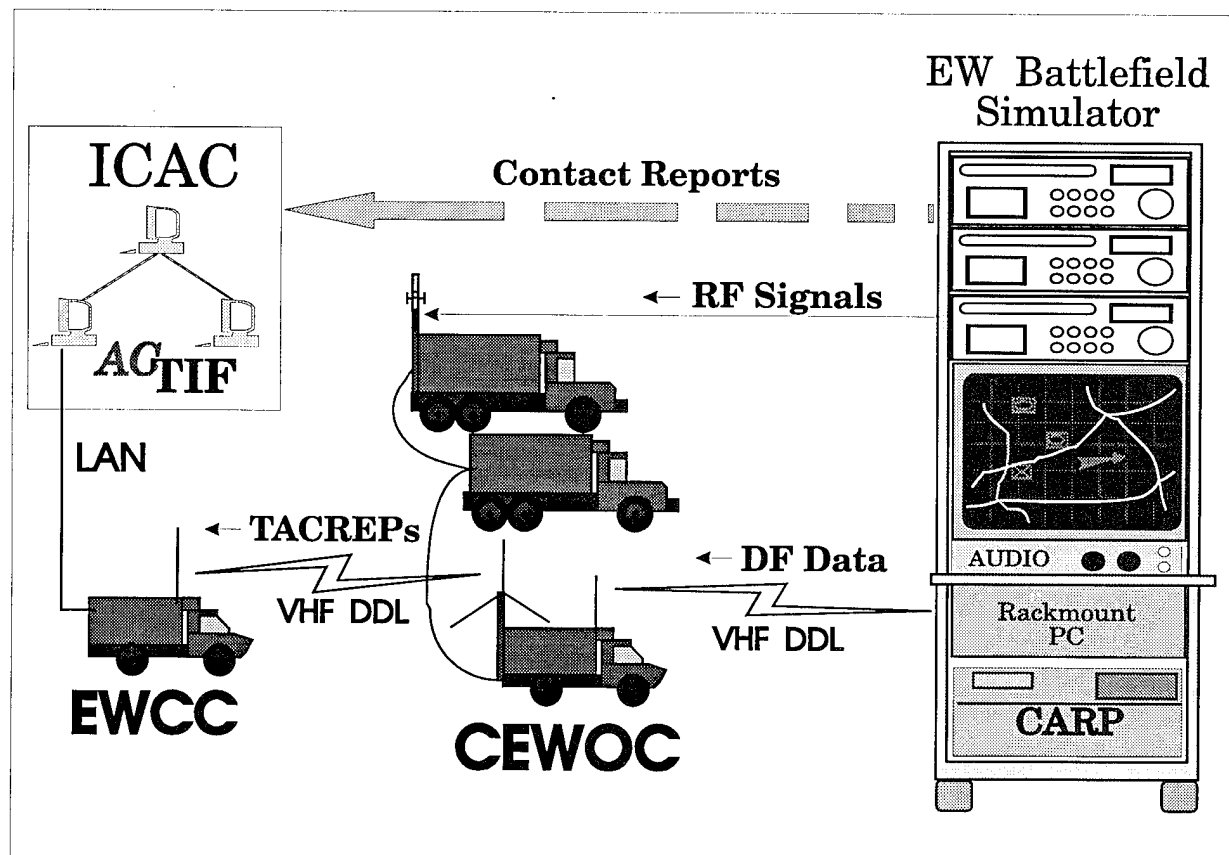 EW Battlefield
Simulator
ICAC
Contact Reports
RF Signals
AGTIF
LAN
TACREPs
VHF DDL
DF Data
VHF DDL
AUDIO
Rackmount
PC
EWCC
CEWOC
CARP